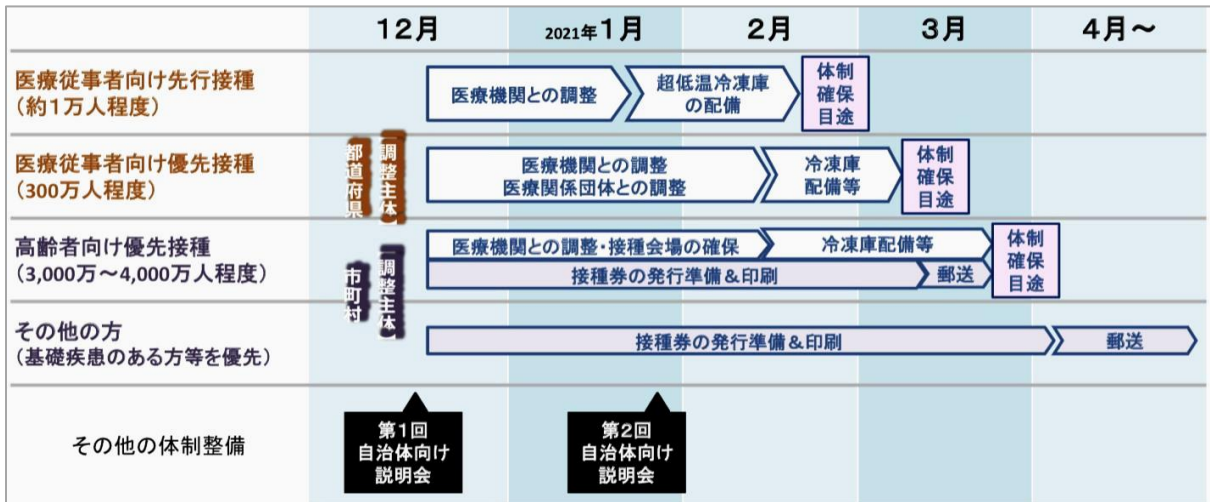 12月
2021年1月
2月
3月
4月～
医療従事者向け先行接種
（約1万人程度）
医療機関との調整
超低温冷凍庫
の配備
体制
確保
目途
医療従事者向け優先接種
（300万人程度）
【調整主体】
都道府県
医療機関との調整
医療関係団体との調整
冷凍庫
配備等
体制
確保
目途
高齢者向け優先接種
（3,000万～4,000万人程度）
【調整主体】
市町村
医療機関との調整・接種会場の確保
冷凍庫配備等
接種券の発行準備＆印刷
郵送
体制
確保
目途
その他の方
（基礎疾患のある方等を優先）
接種券の発行準備＆印刷
郵送
その他の体制整備
第1回
自治体向け
説明会
第2回
自治体向け
説明会